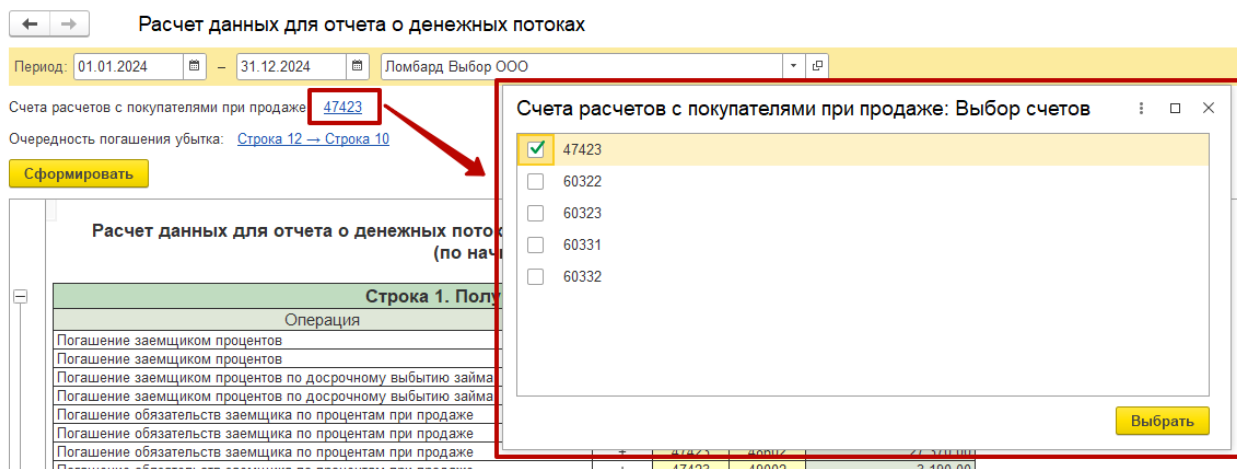 Расчет данных для отчета о денежных потоках
Период: 01.01.2024 – 31.12.2024 Ломбард Выбор ООО
Счета расчетов с покупателями при продаже 47423
Очередность погашения убытка: Строка 12 → Строка 10
Сформировать
Счета расчетов с покупателями при продаже: Выбор счетов
47423
60322
60323
60331
60332
Выбрать
Расчет данных для отчета о денежных поток
(по нач
Строка 1. Полу
Операция
Погашение заемщиком процентов
Погашение заемщиком процентов
Погашение заемщиком процентов по досрочному выбытию займа
Погашение заемщиком процентов по досрочному выбытию займа
Погашение обязательств заемщика по процентам при продаже
Погашение обязательств заемщика по процентам при продаже
Погашение обязательств заемщика по процентам при продаже + 47423 48602 27 370,00